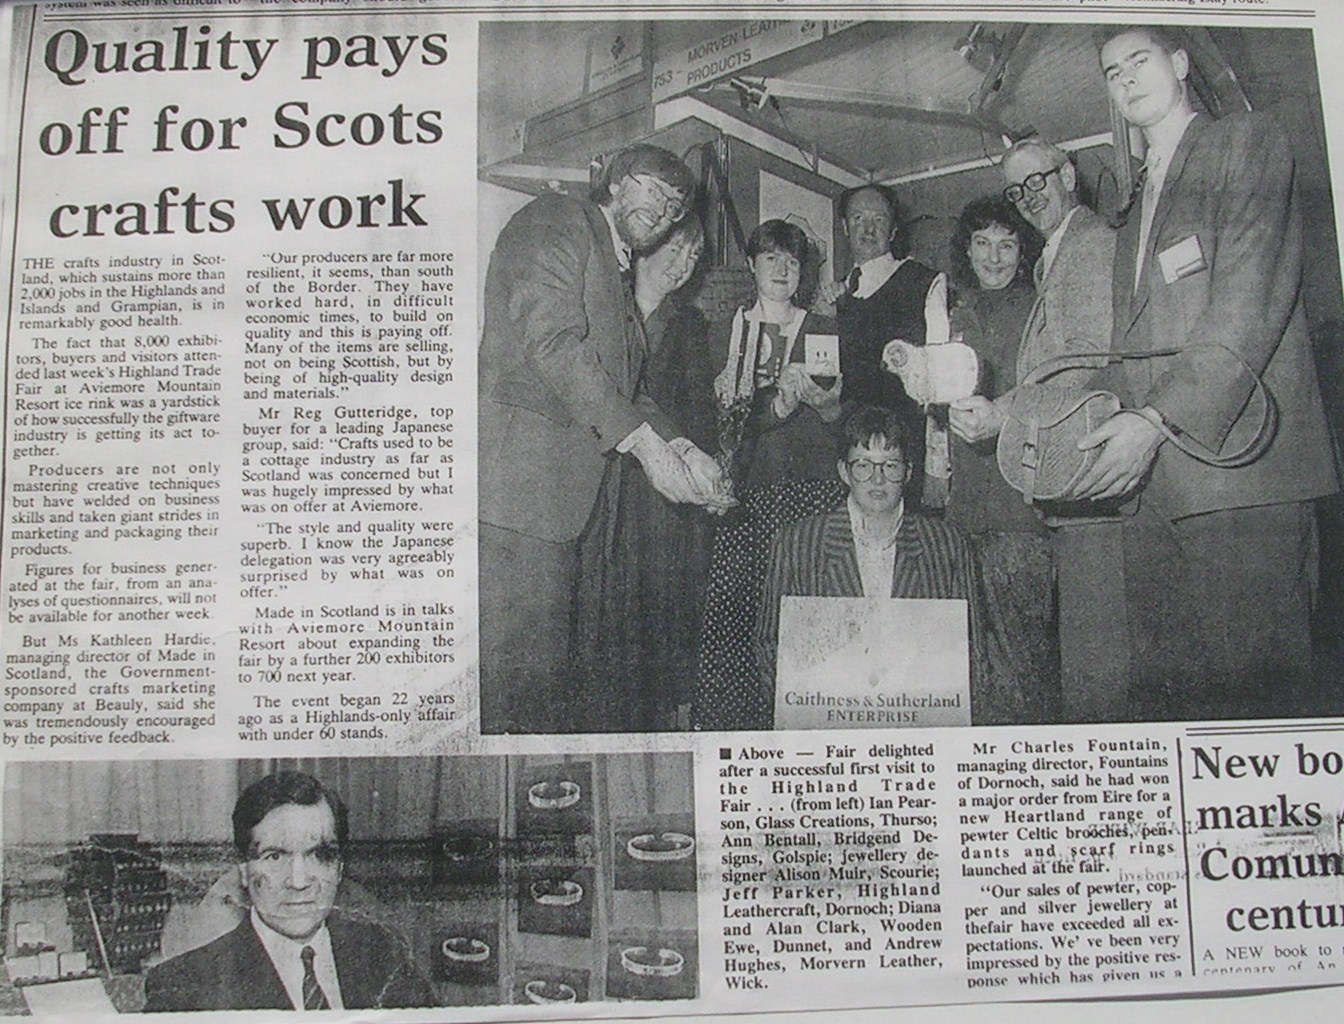 system was seen as difficult to
Quality pays
off for Scots
crafts work
THE crafts industry in Scot-
land, which sustains more than
2,000 jobs in the Highlands and
Islands and Grampian, is in
remarkably good health.
The fact that 8,000 exhibi-
tors, buyers and visitors atten-
ded last week's Highland Trade
Fair at Aviemore Mountain
Resort ice rink was a yardstick
of how successfully the giftware
industry is getting its act to-
gether.
Producers are not only
mastering creative techniques
but have welded on business
skills and taken giant strides in
marketing and packaging their
products.
Figures for business gener-
ated at the fair, from an ana-
lyses of questionnaires, will not
be available for another week.
But Ms Kathleen Hardie,
managing director of Made in
Scotland, the Government-
sponsored crafts marketing
company at Beauly, said she
was tremendously encouraged
by the positive feedback.
"Our producers are far more
resilient, it seems, than south
of the Border. They have
worked hard, in difficult
economic times, to build on
quality and this is paying off.
Many of the items are selling,
not on being Scottish, but by
being of high-quality design
and materials."
Mr Reg Gutteridge, top
buyer for a leading Japanese
group, said: "Crafts used to be
a cottage industry as far as
Scotland was concerned but I
was hugely impressed by what
was on offer at Aviemore.
"The style and quality were
superb. I know the Japanese
delegation was very agreeably
surprised by what was on
offer."
Made in Scotland is in talks
with Aviemore Mountain
Resort about expanding the
fair by a further 200 exhibitors
to 700 next year.
The event began 22 years
ago as a Highlands-only affair
with under 60 stands.
753 - MORVEN LEATH
PRODUCTS
Caithness & Sutherland
ENTERPRISE
■ Above — Fair delighted
after a successful first visit to
the Highland Trade
Fair . . . (from left) Ian Pear-
son, Glass Creations, Thurso;
Ann Bentall, Bridgend De-
signs, Golspie; jewellery de-
signer Alison Muir, Scourie;
Jeff Parker, Highland
Leathercraft, Dornoch; Diana
and Alan Clark, Wooden
Ewe, Dunnet, and Andrew
Hughes, Morvern Leather,
Wick.
Mr Charles Fountain,
managing director, Fountains
of Dornoch, said he had won
a major order from Eire for a
new Heartland range of
pewter Celtic brooches, pen-
dants and scarf rings
launched at the fair.
"Our sales of pewter, cop-
per and silver jewellery at
thefair have exceeded all ex-
pectations. We' ve been very
impressed by the positive res-
ponse which has given us a
New bo
marks
Comun
centu
A NEW book to
centenary of An